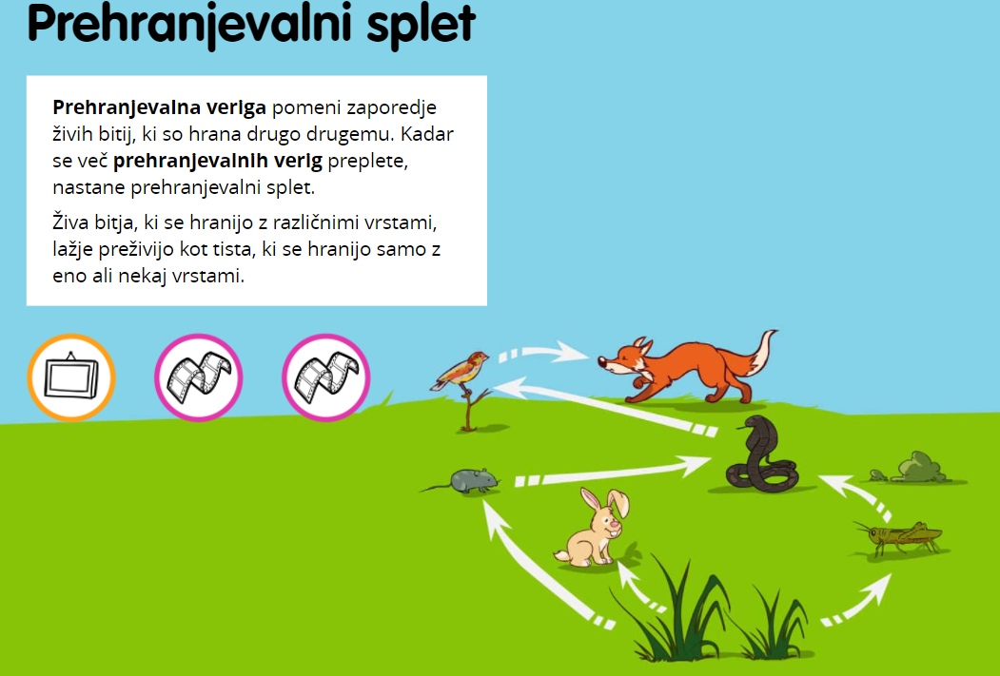 Prehranjevalni splet
Prehranjevalna veriga pomeni zaporedje
živih bitij, ki so hrana drugo drugemu. Kadar
se več prehranjevalnih verig preplete,
nastane prehranjevalni splet.
Živa bitja, ki se hranijo z različnimi vrstami,
lažje preživijo kot tista, ki se hranijo samo z
eno ali nekaj vrstami.